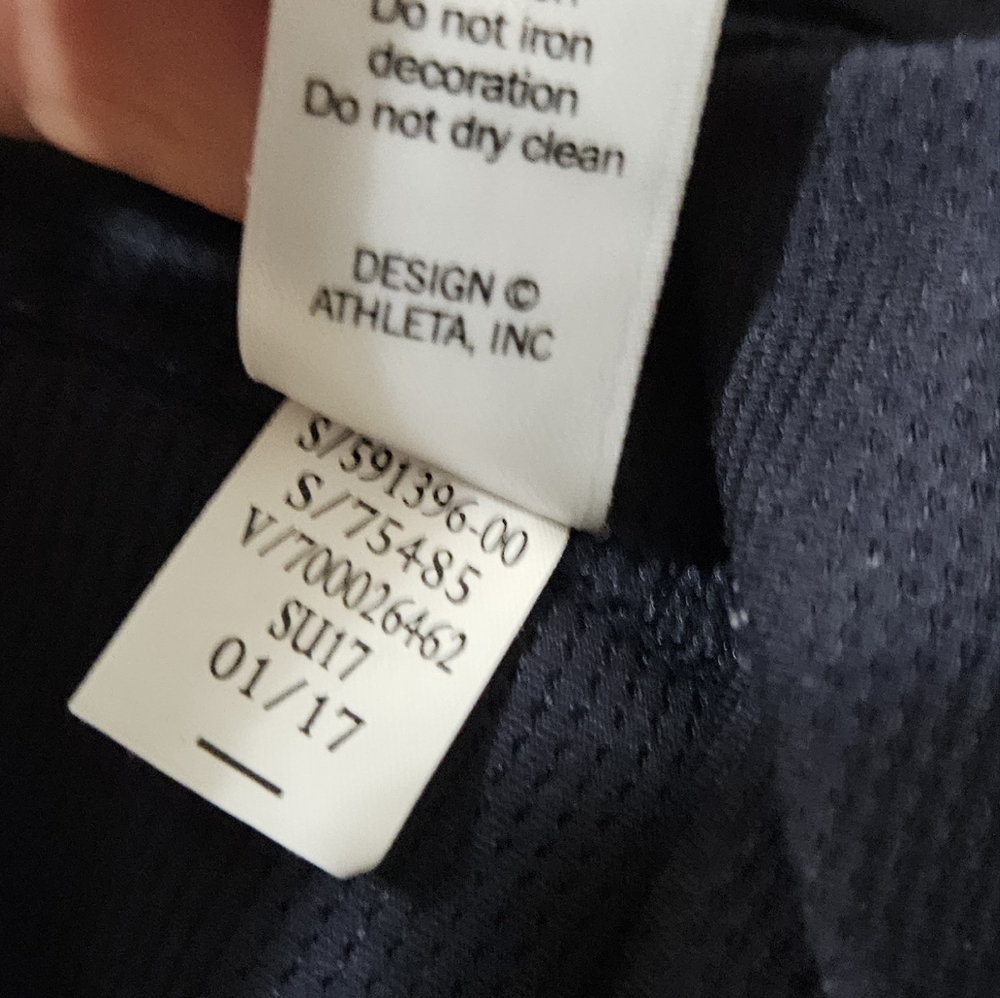 Do not iron
decoration
Do not dry clean
DESIGN ©
ATHLETA, INC
S/591396-00
S/75485
V/700026462
SU17
01/17